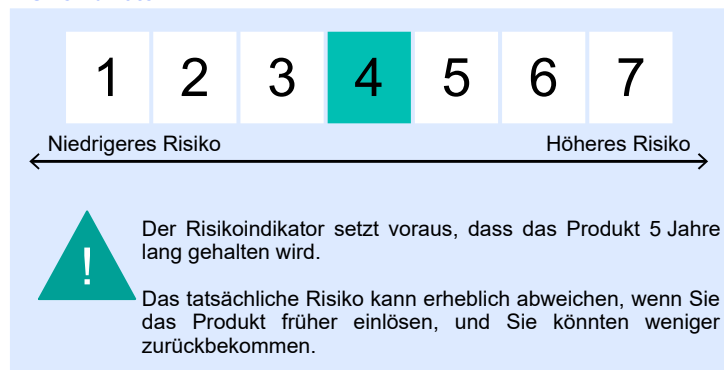 1 2 3 4 5 6 7
Niedrigeres Risiko Höheres Risiko
!
Der Risikoindikator setzt voraus, dass das Produkt 5 Jahre
lang gehalten wird.
Das tatsächliche Risiko kann erheblich abweichen, wenn Sie
das Produkt früher einlösen, und Sie könnten weniger
zurückbekommen.